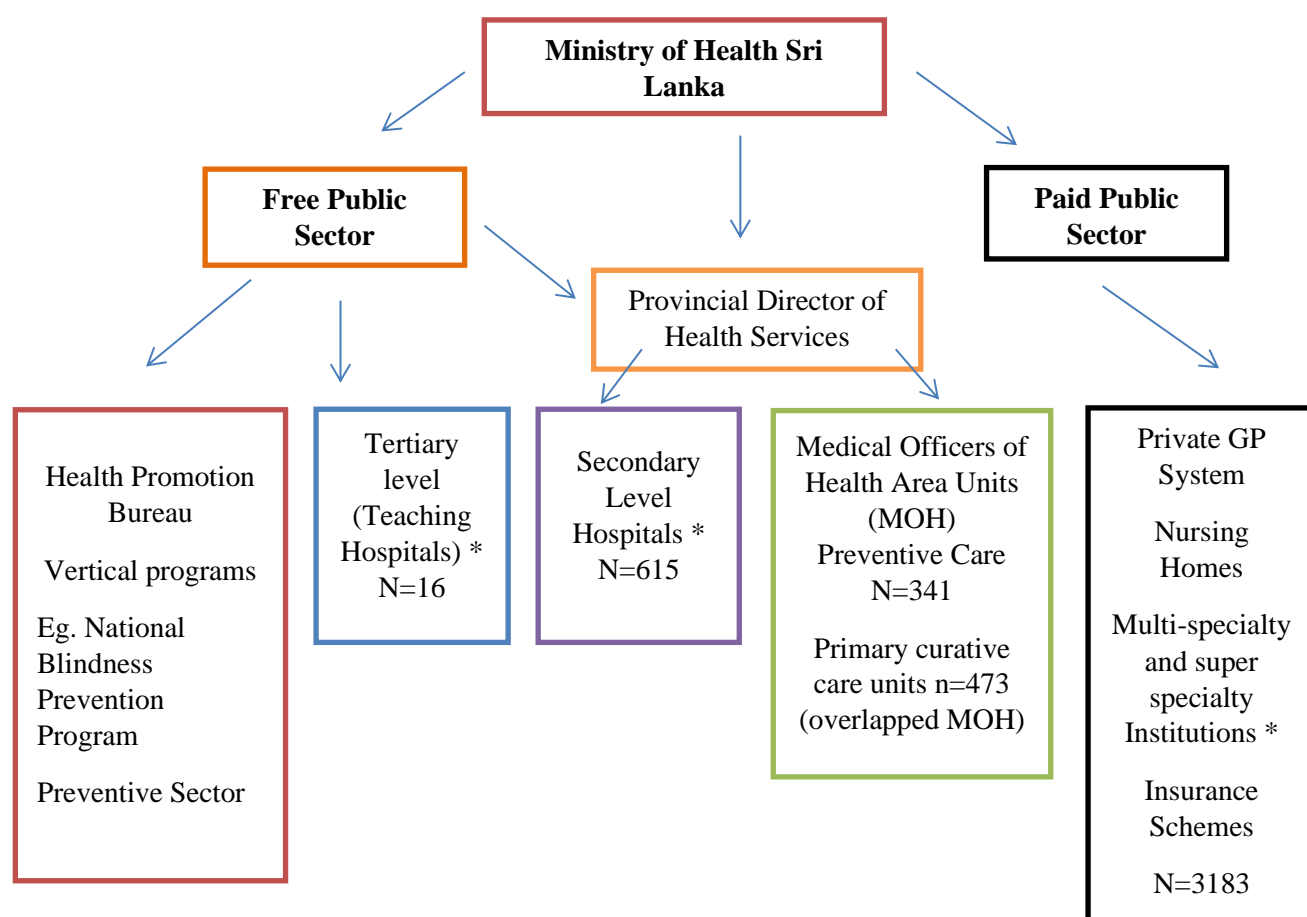 Ministry of Health Sri
Lanka
Free Public
Sector
Paid Public
Sector
Provincial Director of
Health Services
Health Promotion
Bureau
Vertical programs
Eg. National
Blindness
Prevention
Program
Preventive Sector
Tertiary
level
(Teaching
Hospitals) *
N=16
Secondary
Level
Hospitals *
N=615
Medical Officers of
Health Area Units
(MOH)
Preventive Care
N=341
Primary curative
care units n=473
(overlapped MOH)
Private GP
System
Nursing
Homes
Multi-specialty
and super
specialty
Institutions *
Insurance
Schemes
N=3183